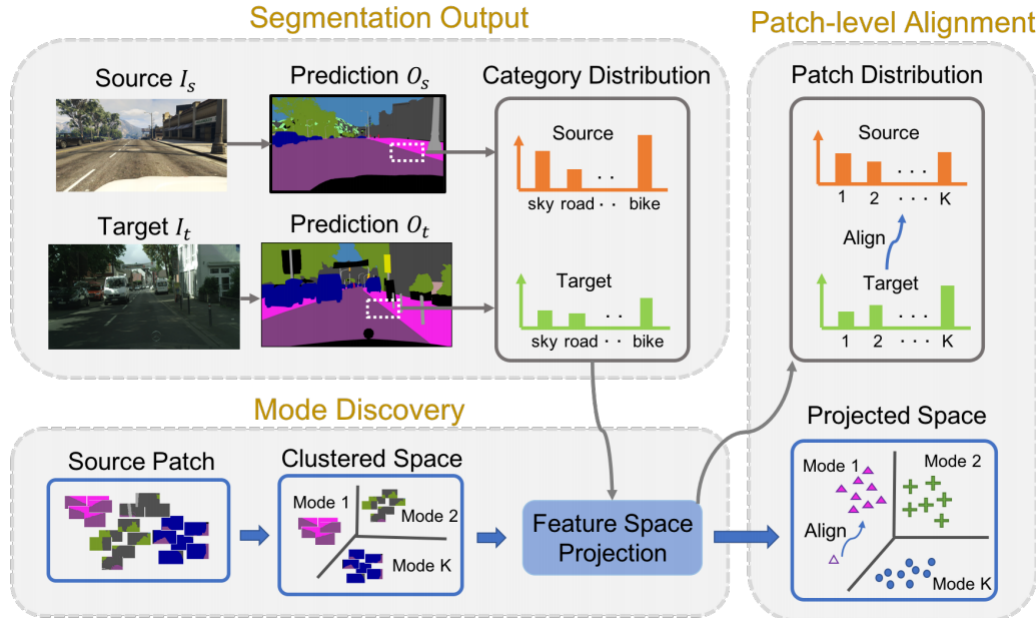 Segmentation Output
Source I_s
Prediction O_s
Category Distribution
Source
sky road · · bike
Target I_t
Prediction O_t
Target
sky road · · bike
Mode Discovery
Source Patch
Clustered Space
Mode 1
Mode 2
Mode K
Feature Space
Projection
Patch-level Alignment
Patch Distribution
Source
1 2 · · · · K
Align
Target
1 2 · · · · K
Projected Space
Mode 1
Mode 2
Align
Mode K